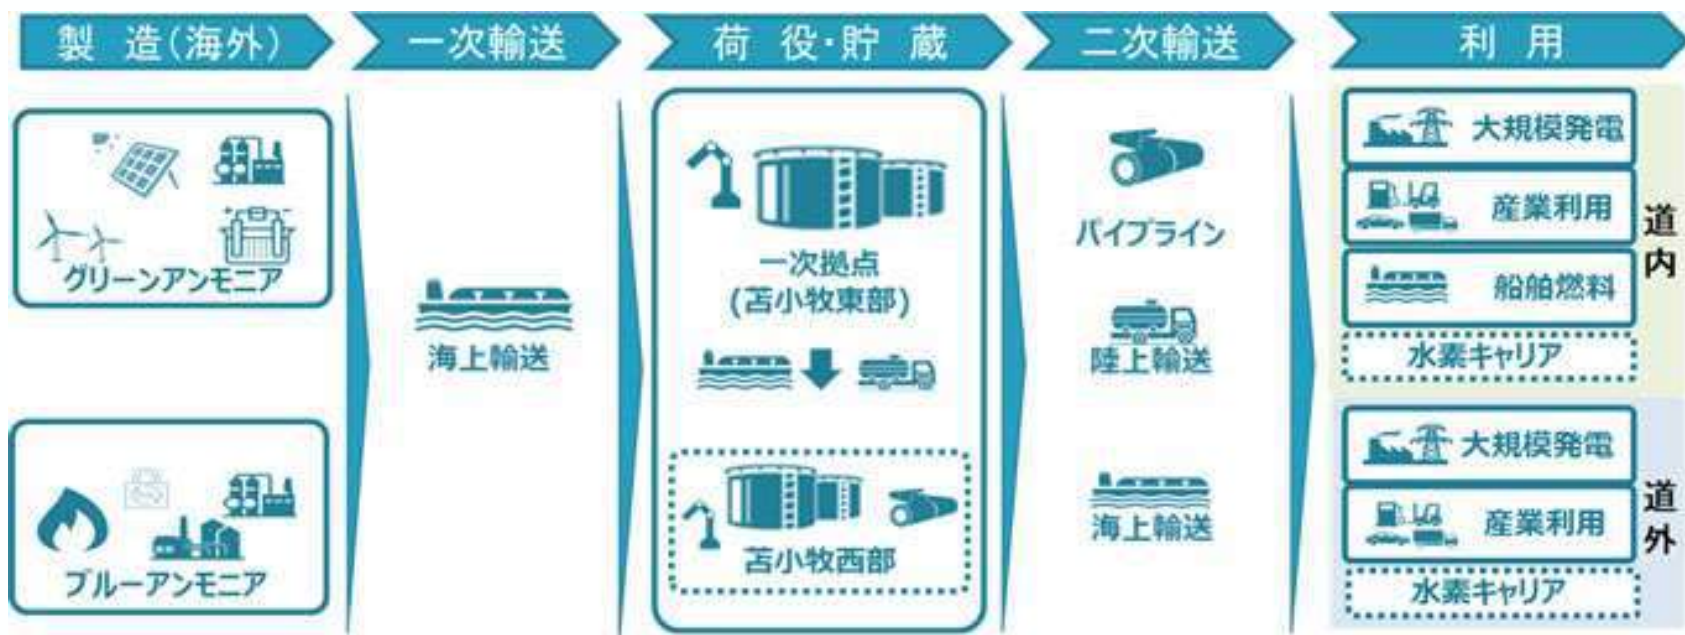 製造(海外)
一次輸送
荷役・貯蔵
二次輸送
利用
グリーンアンモニア
ブルーアンモニア
海上輸送
一次拠点
(苫小牧東部)
苫小牧西部
パイプライン
陸上輸送
海上輸送
大規模発電
産業利用
船舶燃料
水素キャリア
道内
大規模発電
産業利用
水素キャリア
道外